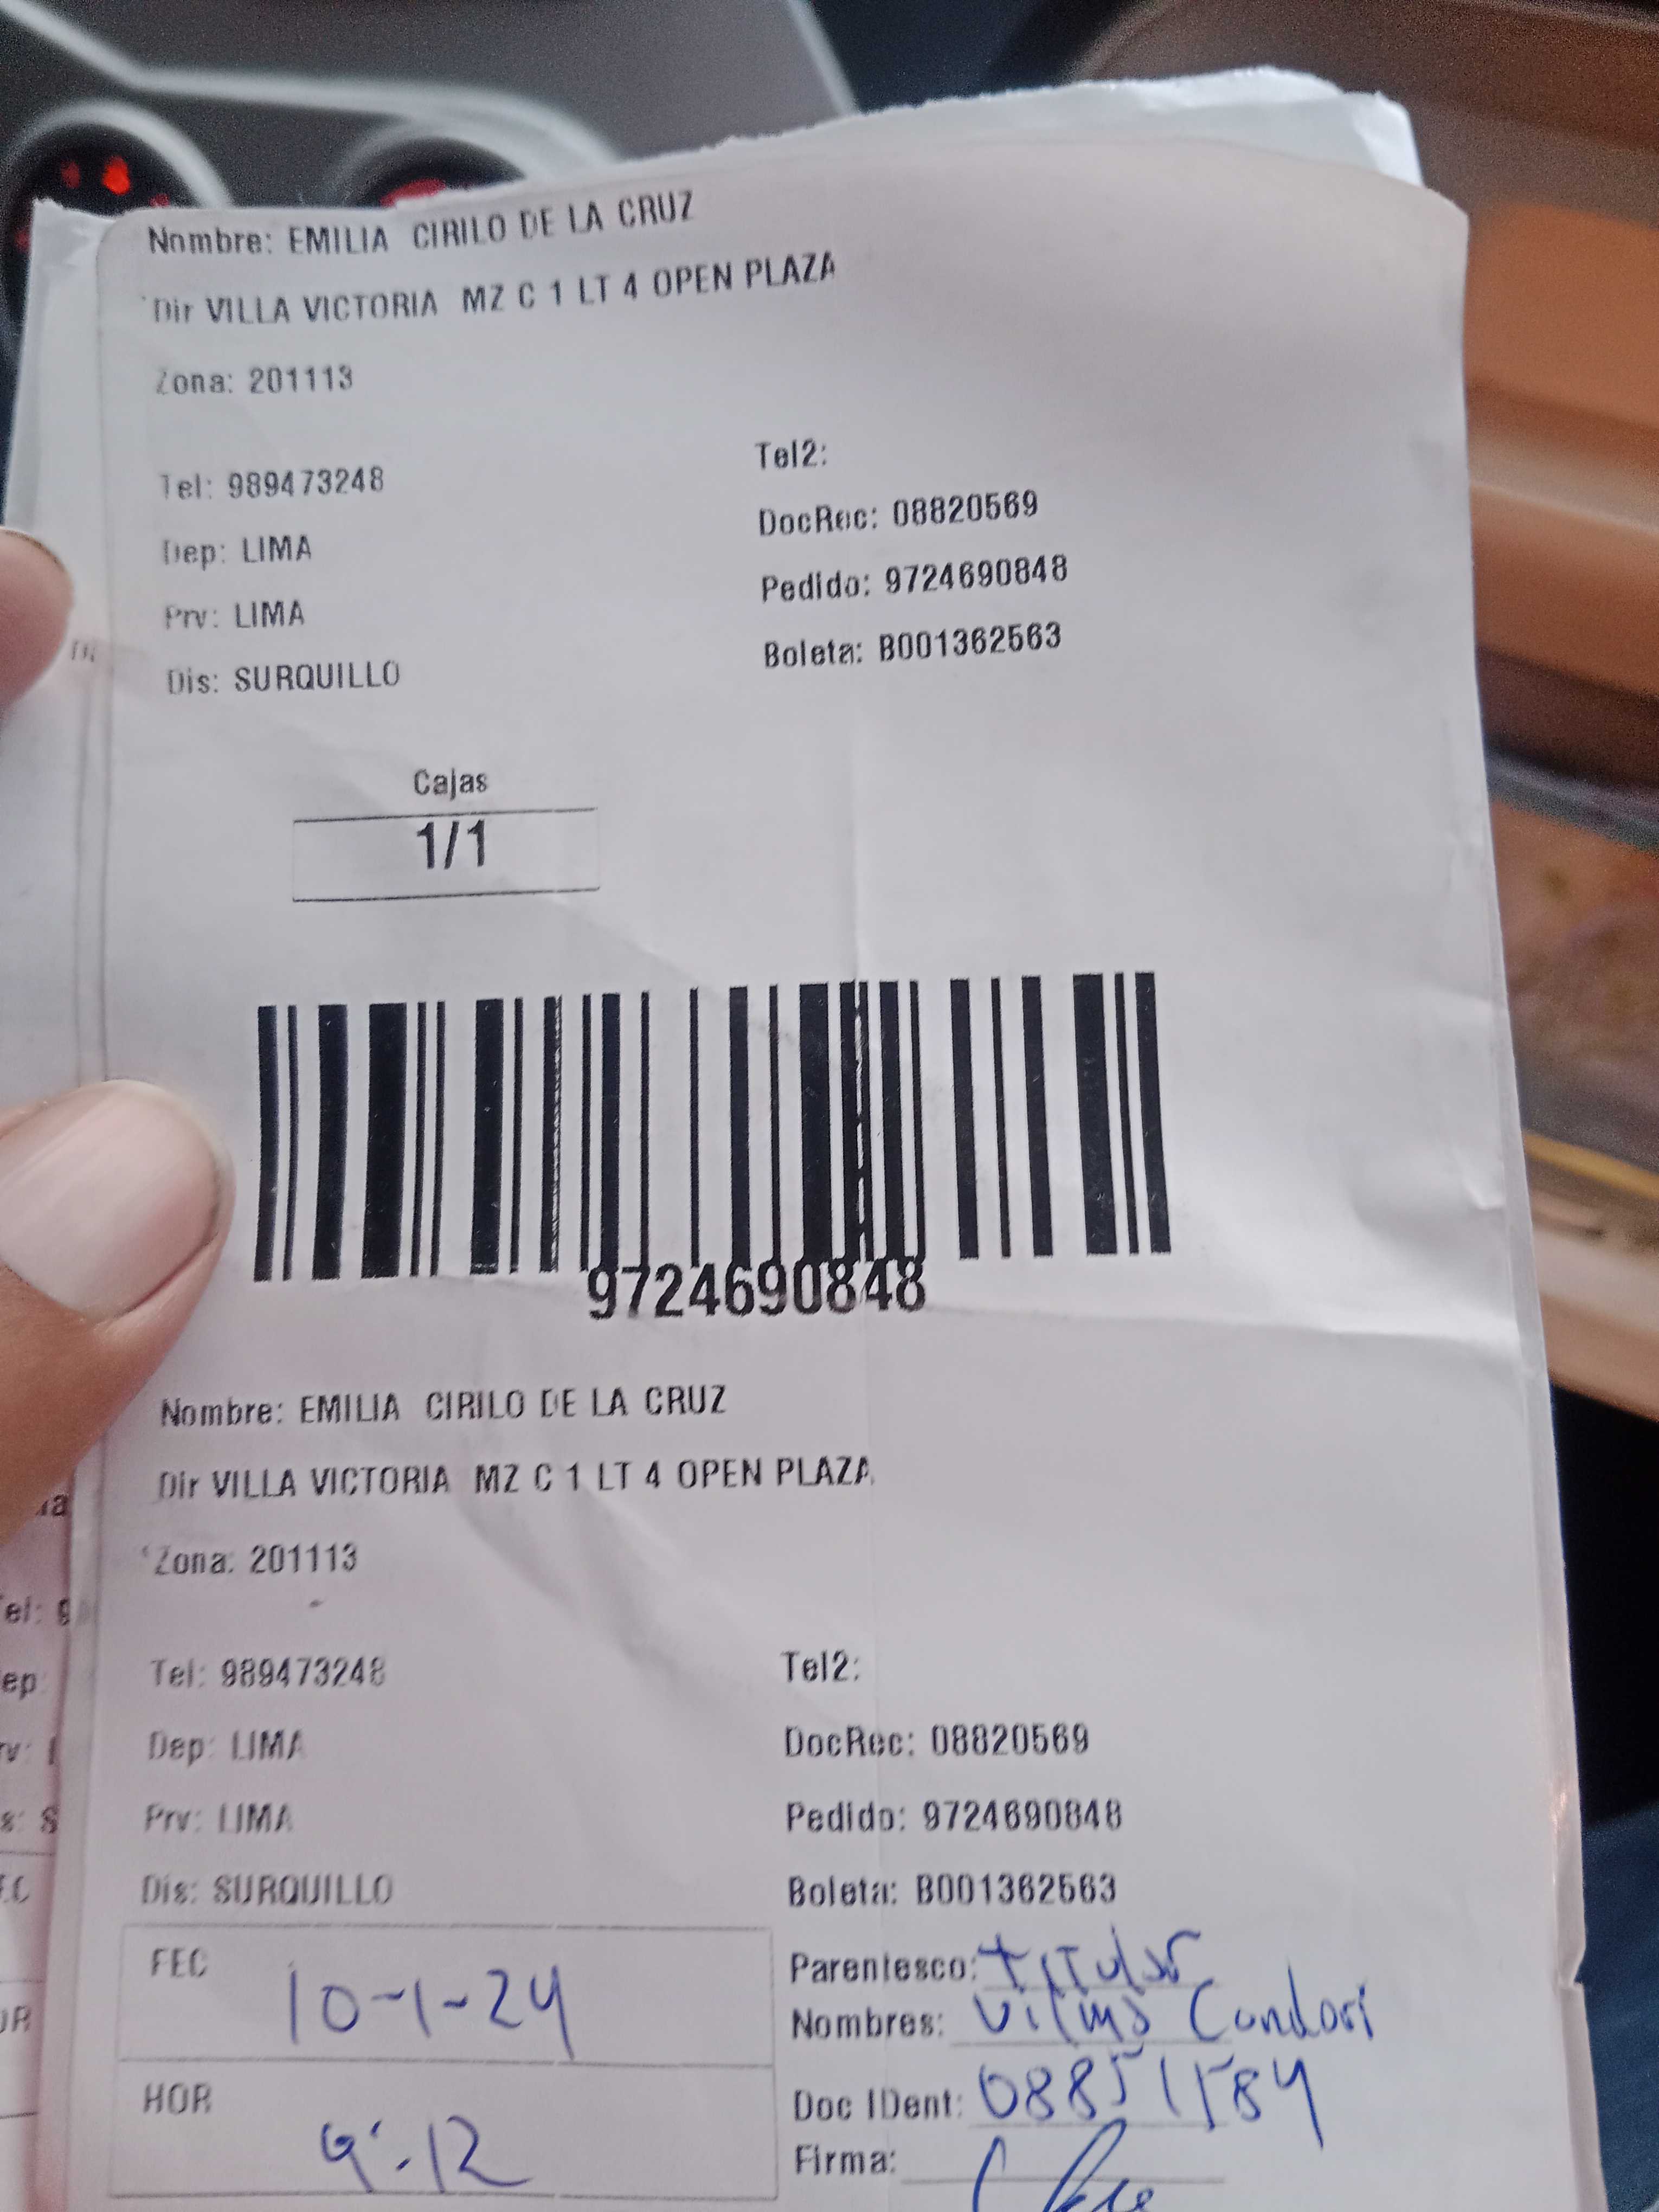 Nombre: EMILIA CIRILO DE LA CRUZ
Dir VILLA VICTORIA MZ C 1 LT 4 OPEN PLAZA
Zona: 201113
Tel2:
Tel: 989473248
DocRec: 08820569
Dep: LIMA
Pedido: 9724690848
Prv: LIMA
Boleta: B001362563
Dis: SURQUILLO
Cajas
1/1
9724690848
Nombre: EMILIA CIRILO DE LA CRUZ
Dir VILLA VICTORIA MZ C 1 LT 4 OPEN PLAZA
Zona: 201113
Tel: 989473248 Tel2:
Dep: LIMA DocRec: 08820569
Prv: LIMA Pedido: 9724690848
Dis: SURQUILLO Boleta: B001362563
FEC 10-1-24
Parentesco: titular
Nombres: Vilma Condori
HOR 9:12
Doc IDent: 08851584
Firma: